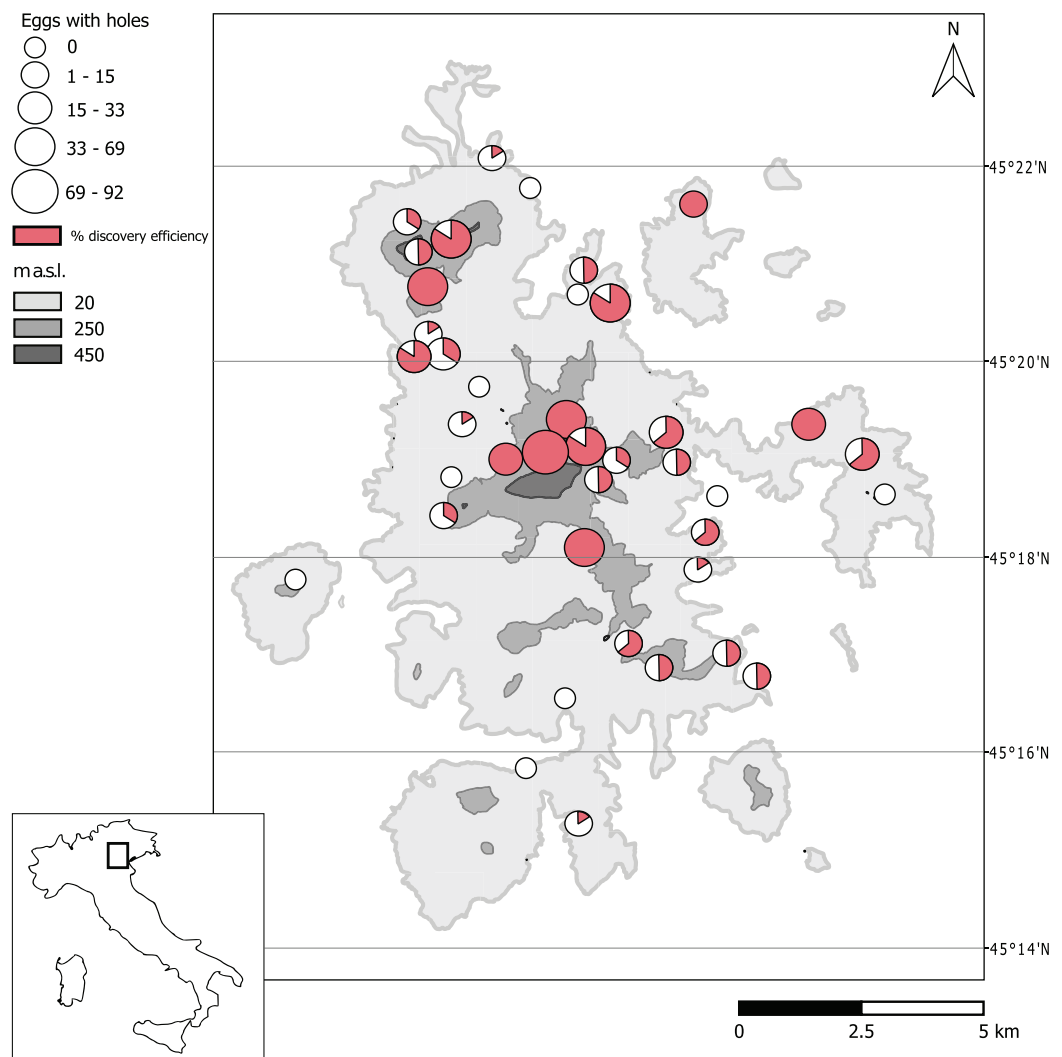 Eggs with holes
0
1 - 15
15 - 33
33 - 69
69 - 92
% discovery efficiency
m a.s.l.
20
250
450
N
45°22'N
45°20'N
45°18'N
45°16'N
45°14'N
0 2.5 5 km